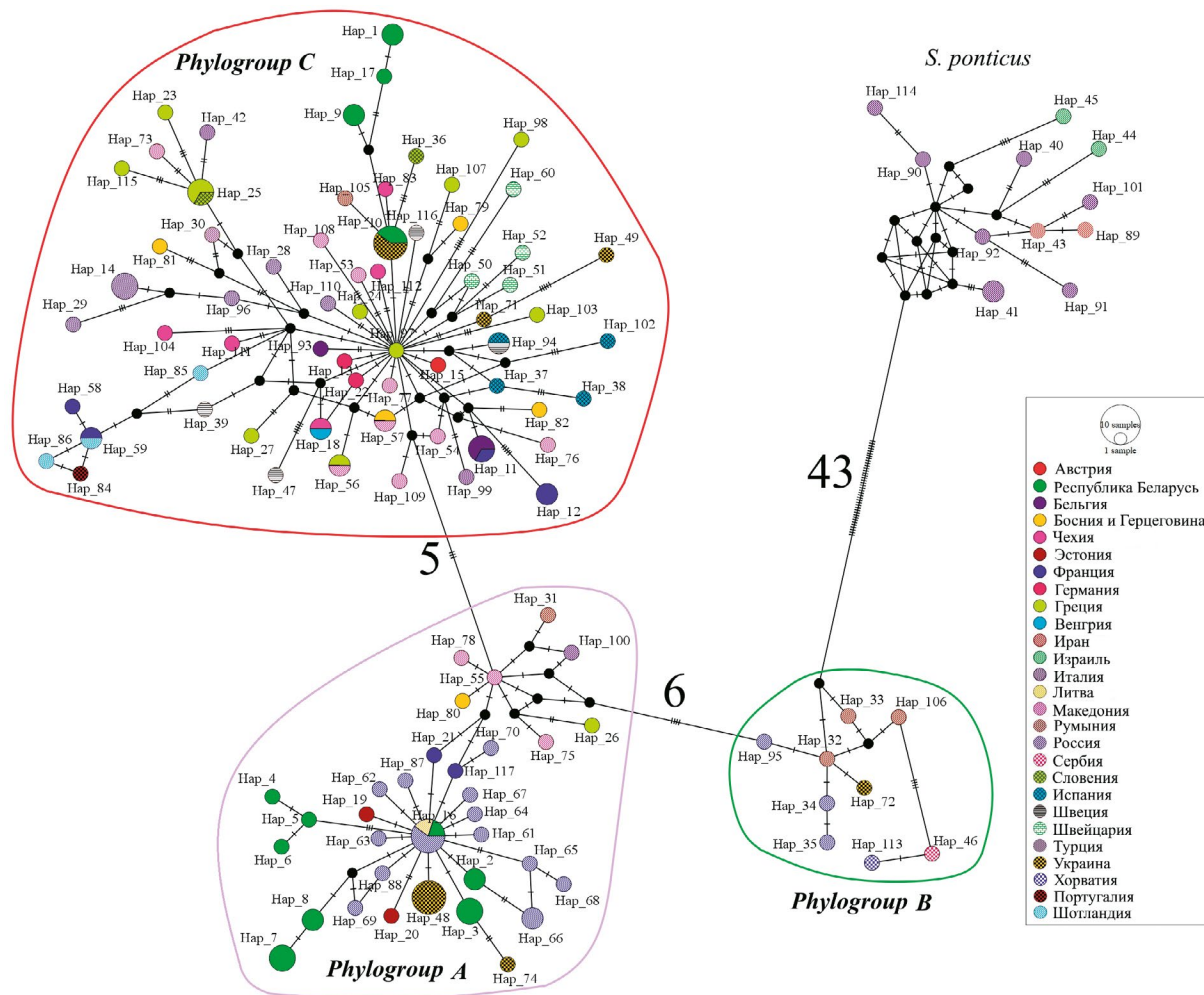 Phylogroup C
Hap_1
Hap_17
Hap_9
Hap_23
Hap_42
Hap_73
Hap_115
Hap_25
Hap_36
Hap_98
Hap_83
Hap_107
Hap_105
Hap_60
Hap_10
Hap_116
Hap_79
Hap_30
Hap_108
Hap_81
Hap_28
Hap_53
Hap_52
Hap_49
Hap_14
Hap_50
Hap_51
Hap_110
Hap_112
Hap_24
Hap_71
Hap_29
Hap_96
Hap_103
Hap_97
Hap_102
Hap_104
Hap_111
Hap_93
Hap_94
Hap_85
Hap_13
Hap_15
Hap_37
Hap_58
Hap_22
Hap_77
Hap_38
Hap_39
Hap_82
Hap_86
Hap_59
Hap_27
Hap_18
Hap_57
Hap_54
Hap_11
Hap_76
Hap_84
Hap_47
Hap_56
Hap_109
Hap_99
Hap_12
S. ponticus
Hap_114
Hap_45
Hap_44
Hap_40
Hap_90
Hap_101
Hap_92
Hap_43
Hap_89
Hap_41
Hap_91
43
5
6
Hap_31
Hap_78
Hap_100
Hap_55
Hap_80
Hap_26
Hap_21
Hap_70
Hap_75
Hap_87
Hap_117
Hap_62
Hap_4
Hap_67
Hap_19
Hap_64
Hap_16
Hap_5
Hap_63
Hap_61
Hap_6
Hap_2
Hap_65
Hap_88
Hap_8
Hap_68
Hap_69
Hap_48
Hap_3
Hap_66
Hap_20
Hap_7
Hap_74
Phylogroup A
Hap_33
Hap_106
Hap_32
Hap_95
Hap_72
Hap_34
Hap_35
Hap_113
Hap_46
Phylogroup B
10 samples
1 sample
Австрия
Республика Беларусь
Бельгия
Босния и Герцеговина
Чехия
Эстония
Франция
Германия
Греция
Венгрия
Иран
Израиль
Италия
Литва
Македония
Румыния
Россия
Сербия
Словения
Испания
Швеция
Швейцария
Турция
Украина
Хорватия
Португалия
Шотландия